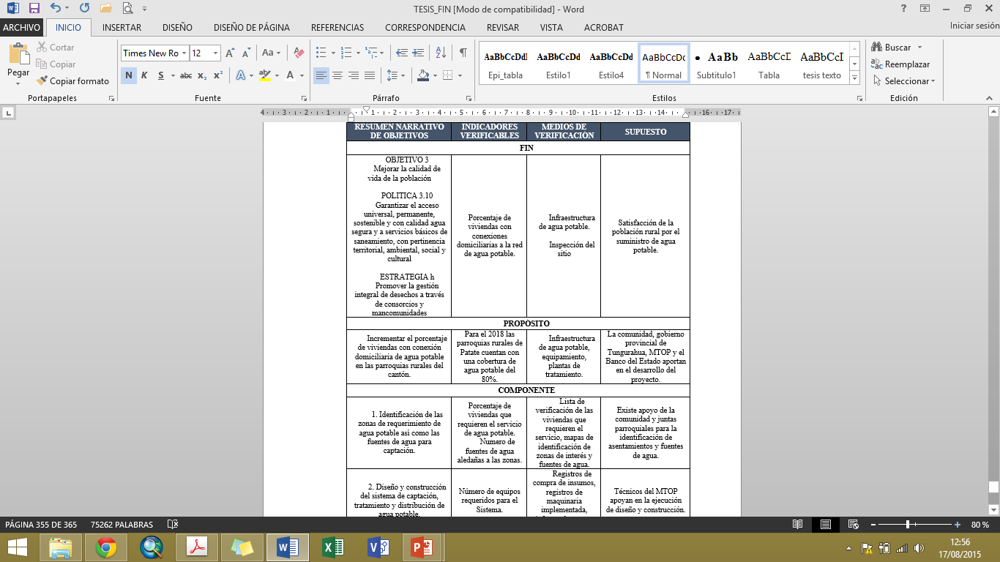 TESIS_FIN [Modo de compatibilidad] - Word
ARCHIVO INICIO INSERTAR DISEÑO DISEÑO DE PÁGINA REFERENCIAS CORRESPONDENCIA REVISAR VISTA ACROBAT Iniciar sesión
Pegar
Cortar
Copiar
Copiar formato
Portapapeles
Times New Ro 12
N K S abc x₂ x²
Fuente
Párrafo
AaBbCcDd AaBbCcDd AaBbCcDd AaBbCcDc AaBb AaBbCcD AaBbCcI
Epi_tabla Estilo1 Estilo4 ¶ Normal Subtitulo1 Tabla tesis texto
Estilos
Buscar
Reemplazar
Seleccionar
Edición
4 3 2 1 1 2 3 4 5 6 7 8 9 10 11 12 13 14 16 17
RESUMEN NARRATIVO
DE OBJETIVOS
INDICADORES
VERIFICABLES
MEDIOS DE
VERIFICACIÓN
SUPUESTO
FIN
OBJETIVO 3
Mejorar la calidad de
vida de la población
POLITICA 3.10
Garantizar el acceso
universal, permanente,
sostenible y con calidad agua
segura y a servicios básicos de
saneamiento, con pertinencia
territorial, ambiental, social y
cultural
ESTRATEGIA h
Promover la gestión
integral de desechos a través
de consorcios y
mancomunidades
Porcentaje de
viviendas con
conexiones
domiciliarias a la red
de agua potable.
Infraestructura
de agua potable.
Inspección del
sitio
Satisfacción de la
población rural por el
suministro de agua
potable.
PROPÓSITO
Incrementar el porcentaje
de viviendas con conexión
domiciliaria de agua potable
en las parroquias rurales del
cantón.
Para el 2018 las
parroquias rurales de
Patate cuentan con
una cobertura de
agua potable del
80%.
Infraestructura
de agua potable,
equipamiento,
plantas de
tratamiento.
La comunidad, gobierno
provincial de
Tungurahua, MTOP y el
Banco del Estado aportan
en el desarrollo del
proyecto.
COMPONENTE
1. Identificación de las
zonas de requerimiento de
agua potable así como las
fuentes de agua para
captación.
Porcentaje de
viviendas que
requieren el servicio
de agua potable.
Numero de
fuentes de agua
aledañas a las zonas.
Lista de
verificación de las
viviendas que
requieren el
servicio, mapas de
identificación de
zonas de interés y
fuentes de agua.
Existe apoyo de la
comunidad y juntas
parroquiales para la
identificación de
asentamientos y fuentes
de agua.
2. Diseño y construcción
del sistema de captación,
tratamiento y distribución de
agua potable.
Número de equipos
requeridos para el
Sistema.
Registros de
compra de insumos,
registros de
maquinaria
implementada,
Técnicos del MTOP
apoyan en la ejecución
de diseño y construcción.
PÁGINA 355 DE 365 75262 PALABRAS 80 %
12:56
17/08/2015